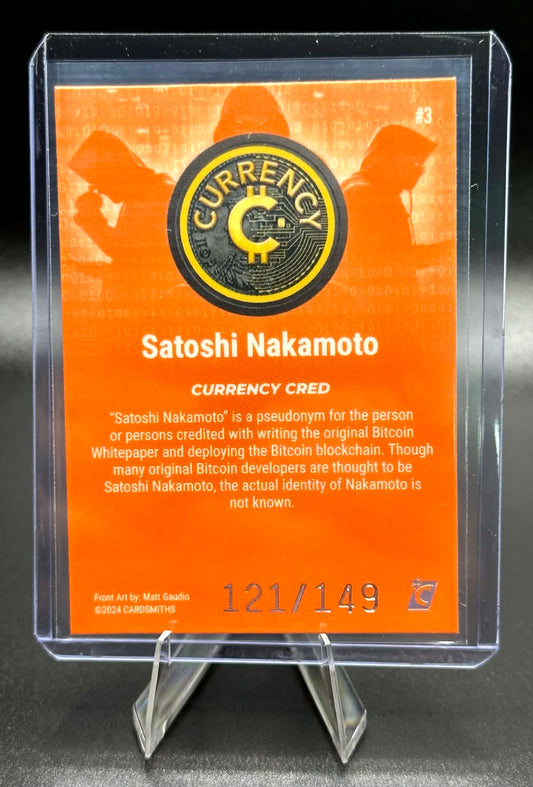 #3
CURRENCY
Satoshi Nakamoto
CURRENCY CRED
"Satoshi Nakamoto" is a pseudonym for the person
or persons credited with writing the original Bitcoin
Whitepaper and deploying the Bitcoin blockchain. Though
many original Bitcoin developers are thought to be
Satoshi Nakamoto, the actual identity of Nakamoto is
not known.
Front Art by: Matt Gaudio
©2024 CARDSMITHS
121/149